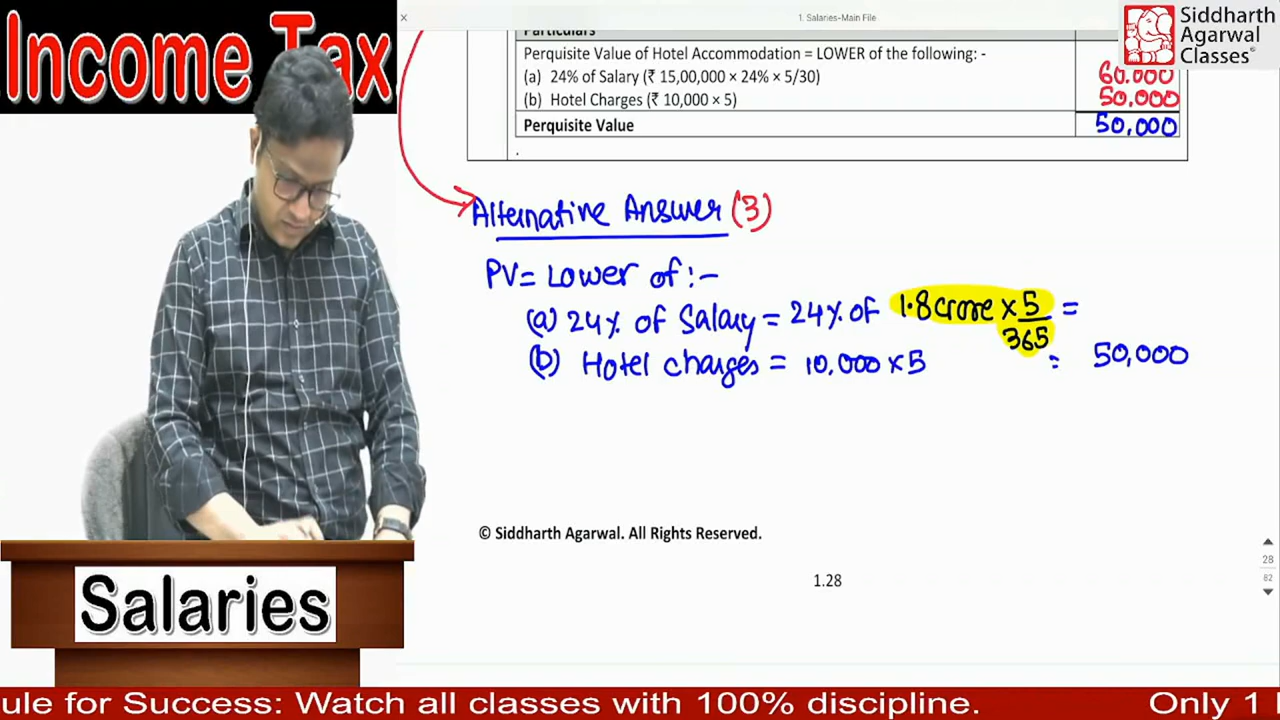 Income Tax
×
1. Salaries-Main File
Siddharth
Agarwal
Classes®
Particulars
Perquisite Value of Hotel Accommodation = LOWER of the following: -
(a) 24% of Salary (₹ 15,00,000 × 24% × 5/30) 60.000
(b) Hotel Charges (₹ 10,000 × 5) 50.000
Perquisite Value 50,000
Alternative Answer (3)
PV= Lower of :-
(a) 24% of Salary = 24% of 1.8 crore × 5/365 =
(b) Hotel charges = 10.000 × 5 = 50,000
© Siddharth Agarwal. All Rights Reserved.
1.28
28
82
Salaries
ule for Success: Watch all classes with 100% discipline. Only 1